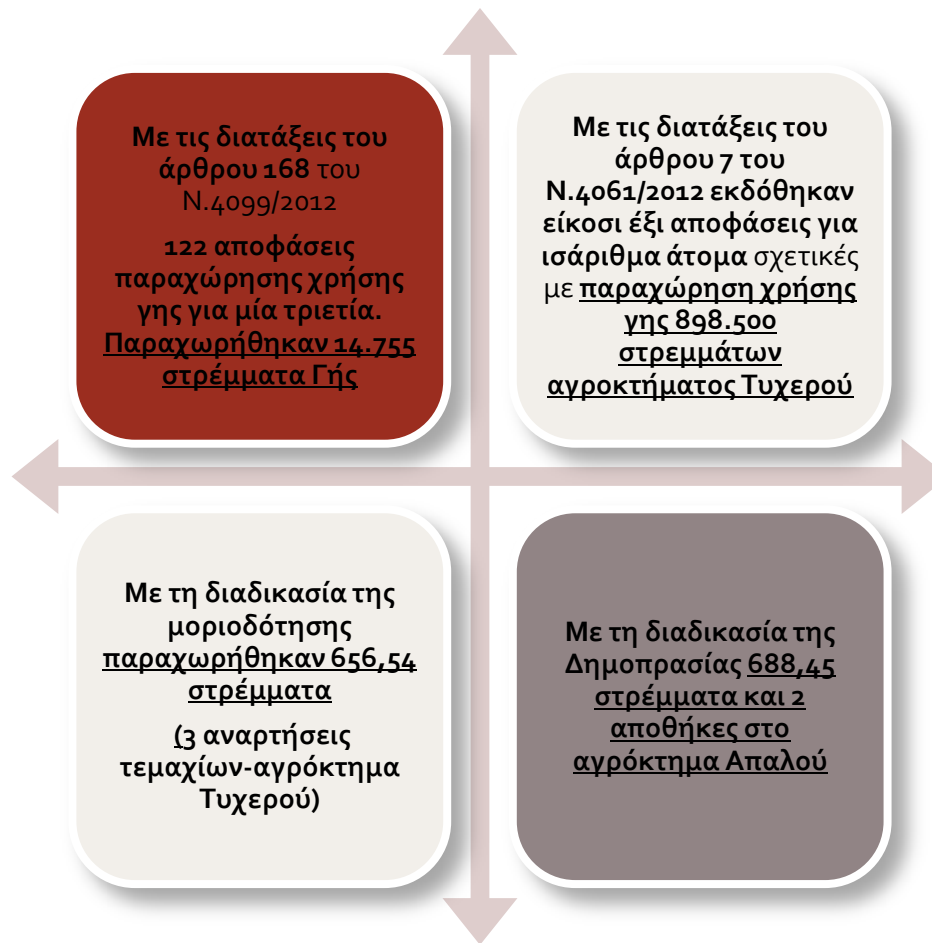 Με τις διατάξεις του
άρθρου 168 του
Ν.4099/2012
122 αποφάσεις
παραχώρησης χρήσης
γης για μία τριετία.
Παραχωρήθηκαν 14.755
στρέμματα Γής
Με τις διατάξεις του
άρθρου 7 του
Ν.4061/2012 εκδόθηκαν
είκοσι έξι αποφάσεις για
ισάριθμα άτομα σχετικές
με παραχώρηση χρήσης
γης 898.500
στρεμμάτων
αγροκτήματος Τυχερού
Με τη διαδικασία της
μοριοδότησης
παραχωρήθηκαν 656,54
στρέμματα
(3 αναρτήσεις
τεμαχίων-αγρόκτημα
Τυχερού)
Με τη διαδικασία της
Δημοπρασίας 688,45
στρέμματα και 2
αποθήκες στο
αγρόκτημα Απαλού